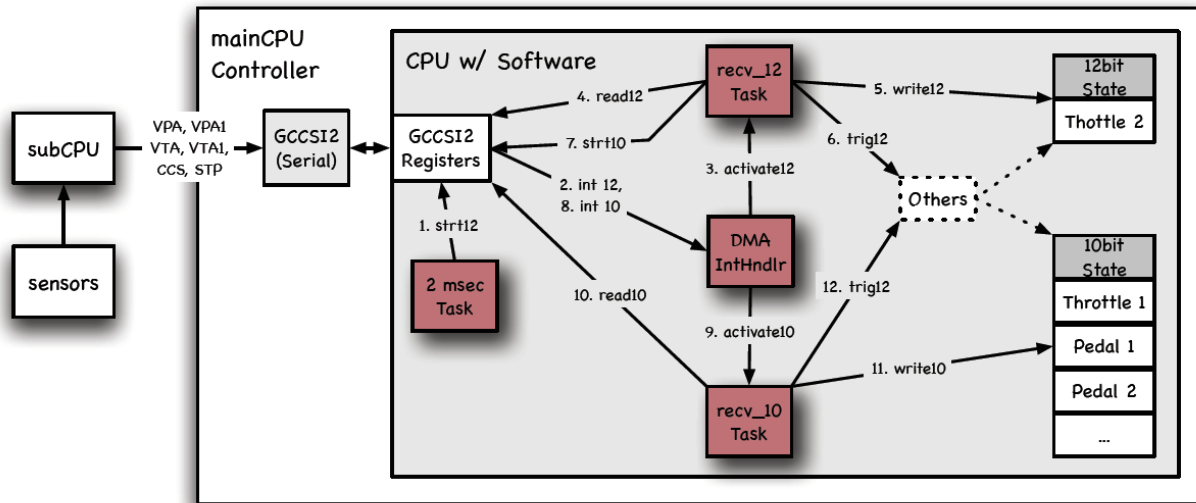 mainCPU
Controller
CPU w/ Software
subCPU
sensors
VPA, VPA1
VTA, VTA1,
CCS, STP
GCCSI2
(Serial)
GCCSI2
Registers
1. strt12
2 msec
Task
2. int 12,
8. int 10
4. read12
7. strt10
recv_12
Task
3. activate12
DMA
IntHndlr
9. activate10
10. read10
recv_10
Task
5. write12
6. trig12
Others
12. trig12
11. write10
12bit
State
Thottle 2
10bit
State
Throttle 1
Pedal 1
Pedal 2
...